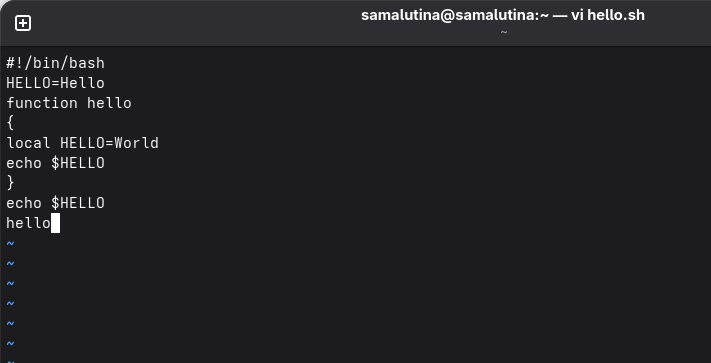 samalutina@samalutina:~ — vi hello.sh
~
#!/bin/bash
HELLO=Hello
function hello
{
local HELLO=World
echo $HELLO
}
echo $HELLO
hello
~
~
~
~
~
~
~